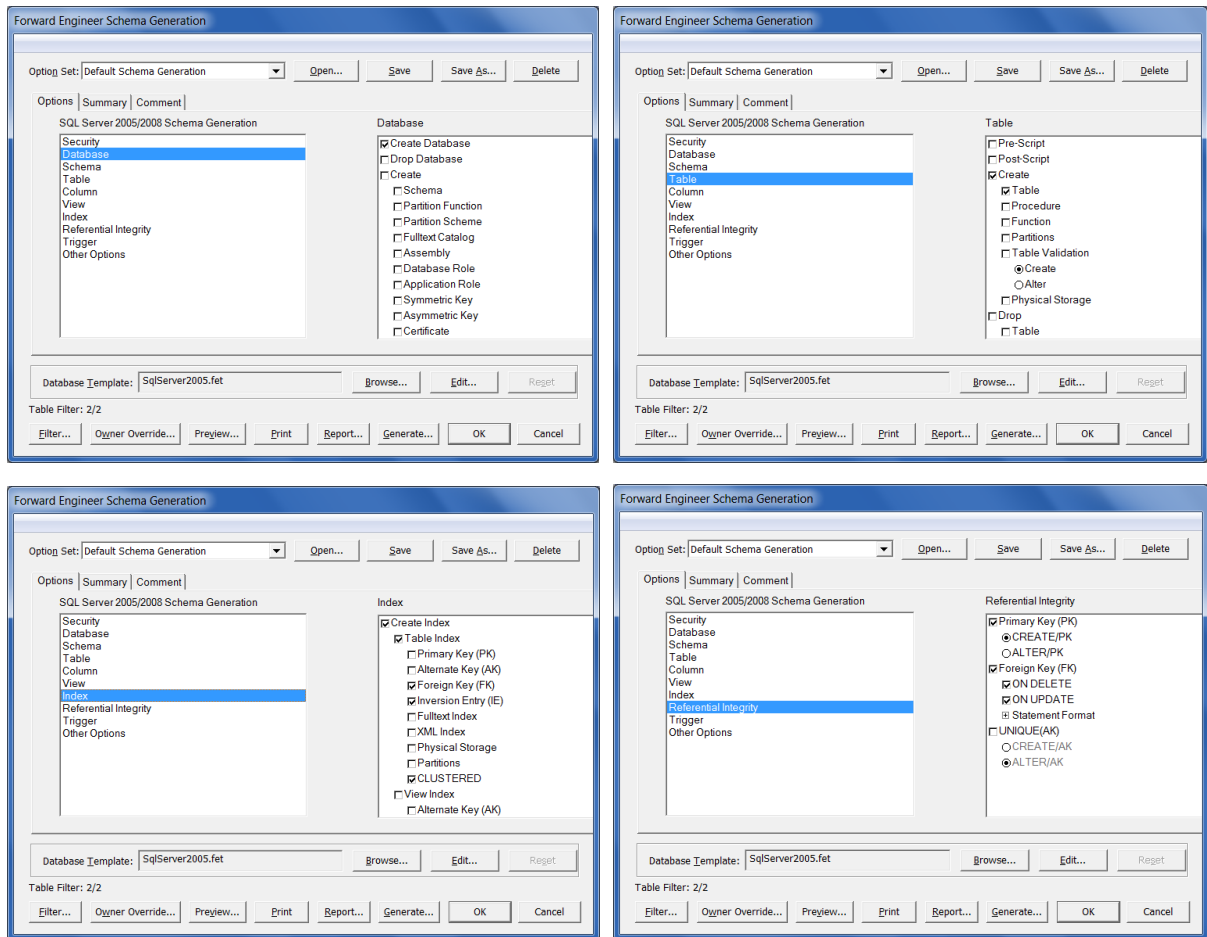 Forward Engineer Schema Generation
Option Set: Default Schema Generation Open... Save Save As... Delete
Options Summary Comment
SQL Server 2005/2008 Schema Generation Database
Security
Database
Schema
Table
Column
View
Index
Referential Integrity
Trigger
Other Options
Create Database
Drop Database
Create
Schema
Partition Function
Partition Scheme
Fulltext Catalog
Assembly
Database Role
Application Role
Symmetric Key
Asymmetric Key
Certificate
Database Template: SqlServer2005.fet Browse... Edit... Reset
Table Filter: 2/2
Filter... Owner Override... Preview... Print Report... Generate... OK Cancel
Forward Engineer Schema Generation
Option Set: Default Schema Generation Open... Save Save As... Delete
Options Summary Comment
SQL Server 2005/2008 Schema Generation Table
Security
Database
Schema
Table
Column
View
Index
Referential Integrity
Trigger
Other Options
Pre-Script
Post-Script
Create
Table
Procedure
Function
Partitions
Table Validation
Create
Alter
Physical Storage
Drop
Table
Database Template: SqlServer2005.fet Browse... Edit... Reset
Table Filter: 2/2
Filter... Owner Override... Preview... Print Report... Generate... OK Cancel
Forward Engineer Schema Generation
Option Set: Default Schema Generation Open... Save Save As... Delete
Options Summary Comment
SQL Server 2005/2008 Schema Generation Index
Security
Database
Schema
Table
Column
View
Index
Referential Integrity
Trigger
Other Options
Create Index
Table Index
Primary Key (PK)
Alternate Key (AK)
Foreign Key (FK)
Inversion Entry (IE)
Fulltext Index
XML Index
Physical Storage
Partitions
CLUSTERED
View Index
Alternate Key (AK)
Database Template: SqlServer2005.fet Browse... Edit... Reset
Table Filter: 2/2
Filter... Owner Override... Preview... Print Report... Generate... OK Cancel
Forward Engineer Schema Generation
Option Set: Default Schema Generation Open... Save Save As... Delete
Options Summary Comment
SQL Server 2005/2008 Schema Generation Referential Integrity
Security
Database
Schema
Table
Column
View
Index
Referential Integrity
Trigger
Other Options
Primary Key (PK)
CREATE/PK
ALTER/PK
Foreign Key (FK)
ON DELETE
ON UPDATE
Statement Format
UNIQUE(AK)
CREATE/AK
ALTER/AK
Database Template: SqlServer2005.fet Browse... Edit... Reset
Table Filter: 2/2
Filter... Owner Override... Preview... Print Report... Generate... OK Cancel